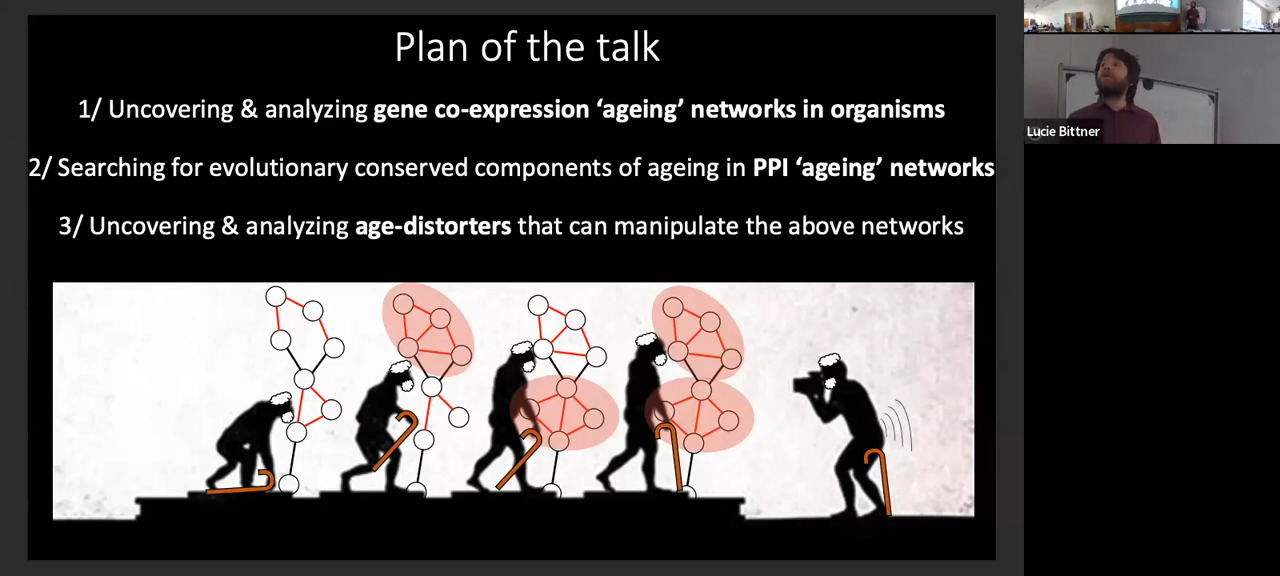 Plan of the talk
1/ Uncovering & analyzing gene co-expression ‘ageing’ networks in organisms
2/ Searching for evolutionary conserved components of ageing in PPI ‘ageing’ networks
3/ Uncovering & analyzing age-distorters that can manipulate the above networks
Lucie Bittner